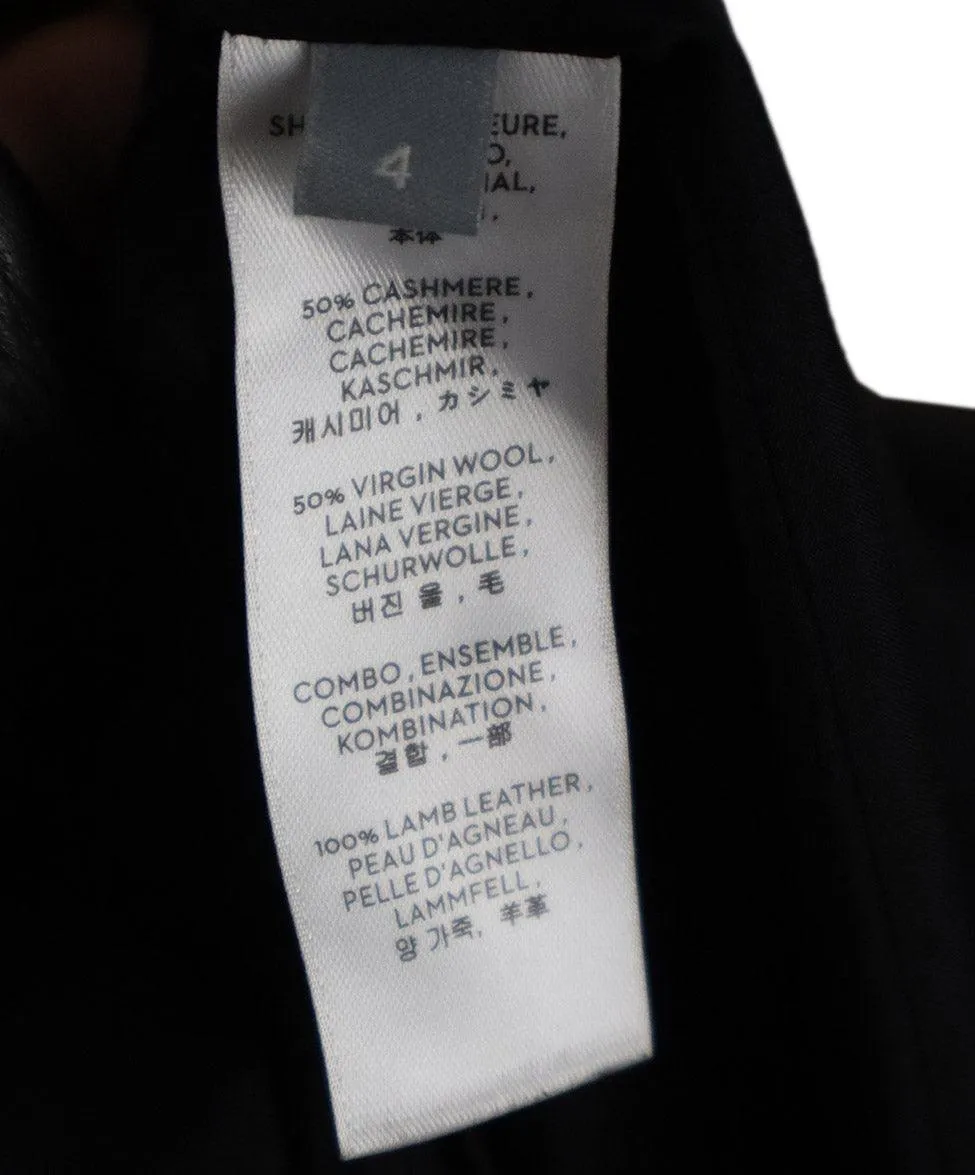 4
本体
50% CASHMERE,
CACHEMIRE,
CACHEMIRE,
KASCHMIR,
캐시미어, カシミヤ
50% VIRGIN WOOL,
LAINE VIERGE,
LANA VERGINE,
SCHURWOLLE,
버진 울, 毛
COMBO, ENSEMBLE,
COMBINAZIONE,
KOMBINATION,
결합, 一部
100% LAMB LEATHER,
PEAU D'AGNEAU,
PELLE D'AGNELLO,
LAMMFELL,
양 가죽, 羊革